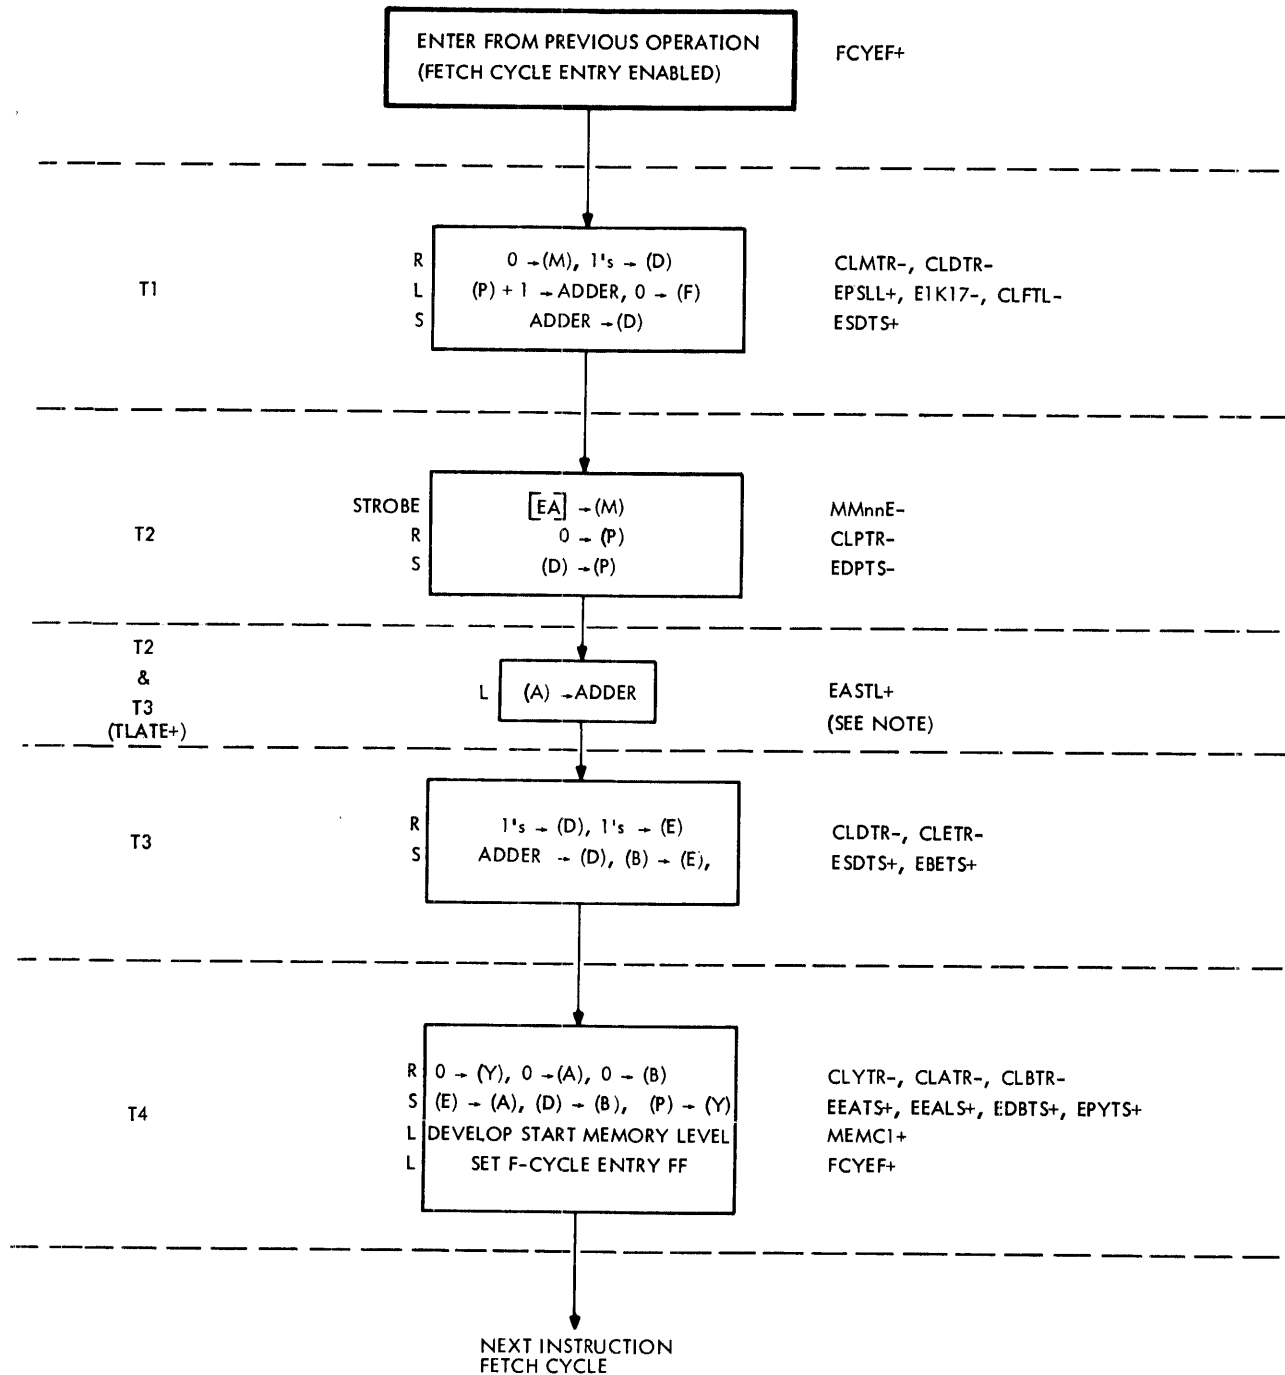 ENTER FROM PREVIOUS OPERATION
(FETCH CYCLE ENTRY ENABLED)
FCYEF+
T1
R 0 → (M), 1's → (D) CLMTR-, CLDTR-
L (P) + 1 → ADDER, 0 → (F) EPSLL+, E1K17-, CLFTL-
S ADDER → (D) ESDTS+
T2
STROBE [EA] → (M) MMnnE-
R 0 → (P) CLPTR-
S (D) → (P) EDPTS-
T2
&
T3
(TLATE+)
L (A) → ADDER EASTL+
(SEE NOTE)
T3
R 1's → (D), 1's → (E) CLDTR-, CLETR-
S ADDER → (D), (B) → (E), ESDTS+, EBETS+
T4
R 0 → (Y), 0 → (A), 0 → (B) CLYTR-, CLATR-, CLBTR-
S (E) → (A), (D) → (B), (P) → (Y) EEATS+, EEALS+, EDBTS+, EPYTS+
L DEVELOP START MEMORY LEVEL MEMC1+
L SET F-CYCLE ENTRY FF FCYEF+
NEXT INSTRUCTION
FETCH CYCLE